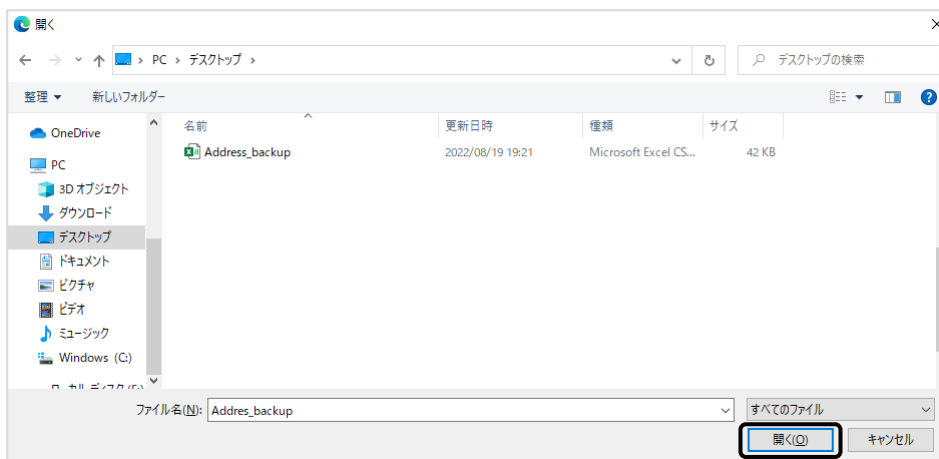 開く
PC › デスクトップ ›
デスクトップの検索
整理 新しいフォルダー
名前 更新日時 種類 サイズ
OneDrive
Address_backup 2022/08/19 19:21 Microsoft Excel CS... 42 KB
PC
3D オブジェクト
ダウンロード
デスクトップ
ドキュメント
ピクチャ
ビデオ
ミュージック
Windows (C:)
ファイル名(N): Addres_backup すべてのファイル
開く(O) キャンセル